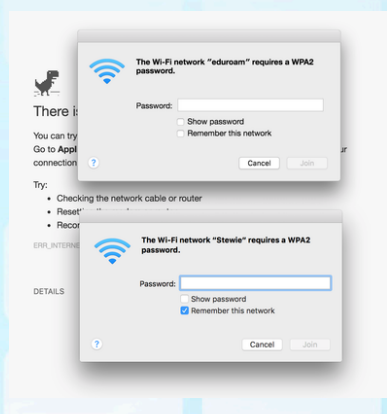 The Wi-Fi network "eduroam" requires a WPA2
password.
Password:
Show password
Remember this network
?
Cancel
Join
There is
You can try
Go to Appl
connection
Try:
Checking the network cable or router
ERR_INTERNE
DETAILS
The Wi-Fi network "Stewie" requires a WPA2
password.
Password:
Show password
Remember this network
?
Cancel
Join